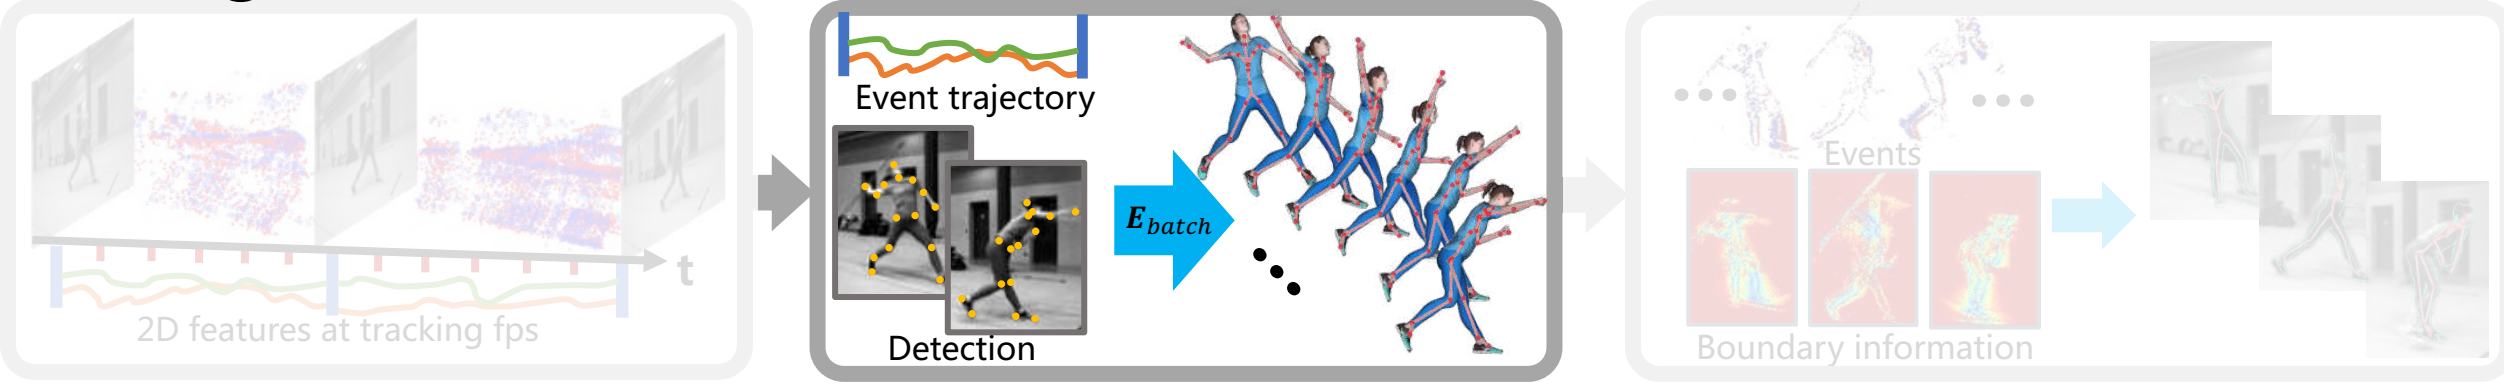 t
2D features at tracking fps
Event trajectory
Detection
E_batch
Events
Boundary information